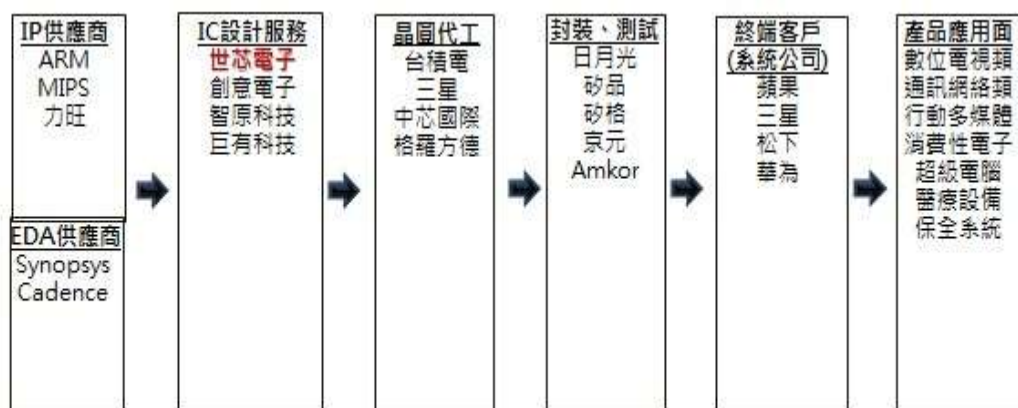 IP供應商
ARM
MIPS
力旺
EDA供應商
Synopsys
Cadence
IC設計服務
世芯電子
創意電子
智原科技
巨有科技
晶圓代工
台積電
三星
中芯國際
格羅方德
封裝、測試
日月光
矽品
矽格
京元
Amkor
終端客戶
(系統公司)
蘋果
三星
松下
華為
產品應用面
數位電視類
通訊網絡類
行動多媒體
消費性電子
超級電腦
醫療設備
保全系統